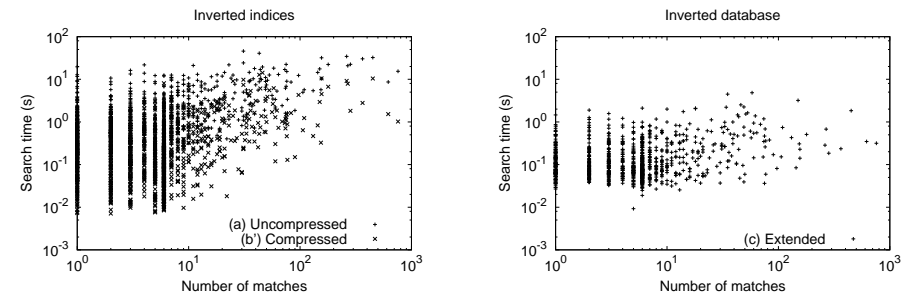 Inverted indices
Search time (s)
10^2
10^1
10^0
10^-1
10^-2
10^-3
(a) Uncompressed
(b') Compressed
10^0 10^1 10^2 10^3
Number of matches
Inverted database
Search time (s)
10^2
10^1
10^0
10^-1
10^-2
10^-3
(c) Extended
10^0 10^1 10^2 10^3
Number of matches